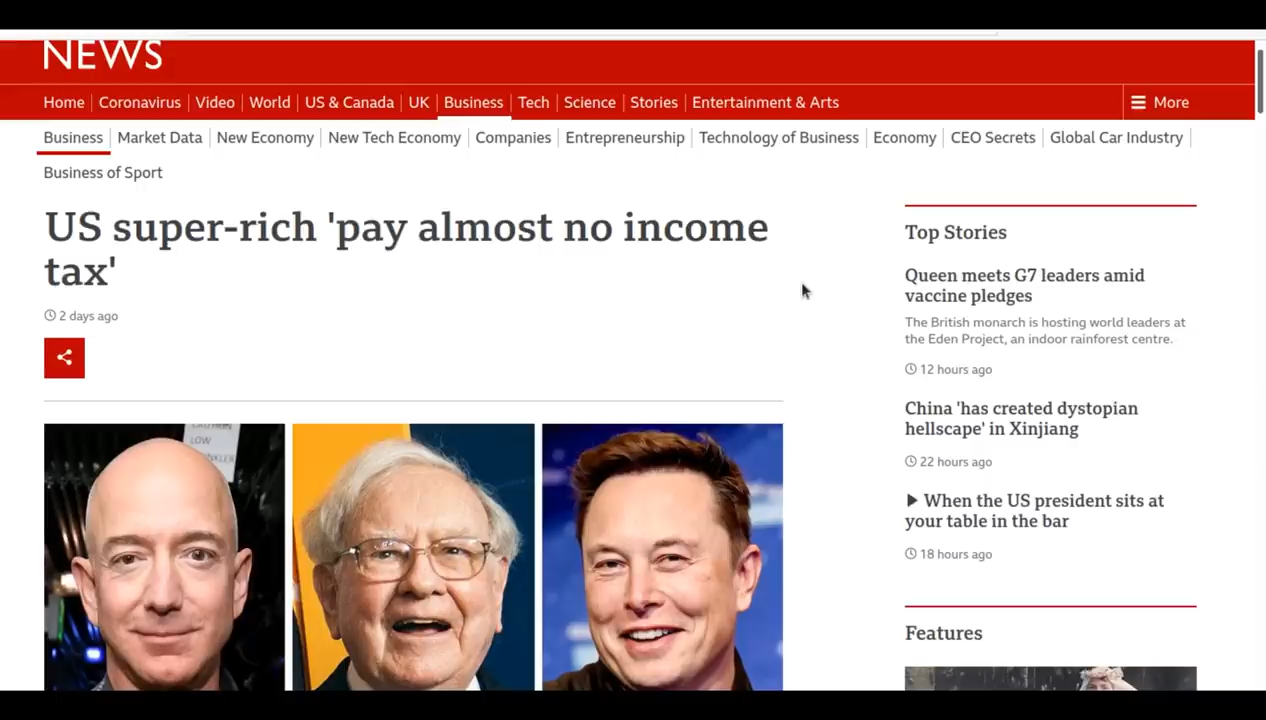 NEWS
Home
Coronavirus
Video
World
US & Canada
UK
Business
Tech
Science
Stories
Entertainment & Arts
More
Business
Market Data
New Economy
New Tech Economy
Companies
Entrepreneurship
Technology of Business
Economy
CEO Secrets
Global Car Industry
Business of Sport
US super-rich 'pay almost no income
tax'
2 days ago
LOW
Top Stories
Queen meets G7 leaders amid
vaccine pledges
The British monarch is hosting world leaders at
the Eden Project, an indoor rainforest centre.
12 hours ago
China 'has created dystopian
hellscape' in Xinjiang
22 hours ago
When the US president sits at
your table in the bar
18 hours ago
Features